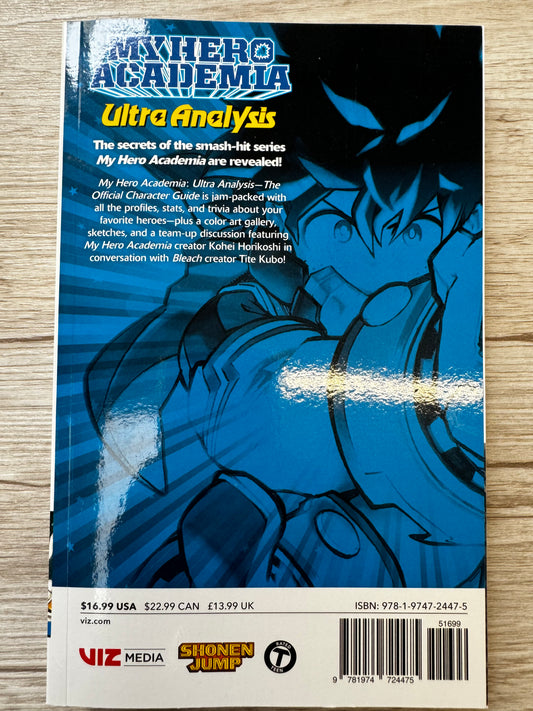 MY HERO
ACADEMIA
Ultra Analysis
The secrets of the smash-hit series
My Hero Academia are revealed!
My Hero Academia: Ultra Analysis—The
Official Character Guide is jam-packed with
all the profiles, stats, and trivia about your
favorite heroes—plus a color art gallery,
sketches, and a team-up discussion featuring
My Hero Academia creator Kohei Horikoshi in
conversation with Bleach creator Tite Kubo!
$16.99 USA $22.99 CAN £13.99 UK
ISBN: 978-1-9747-2447-5
viz.com
51699
VIZ MEDIA
SHONEN
JUMP
RATED
T
TEEN
9 781974 724475